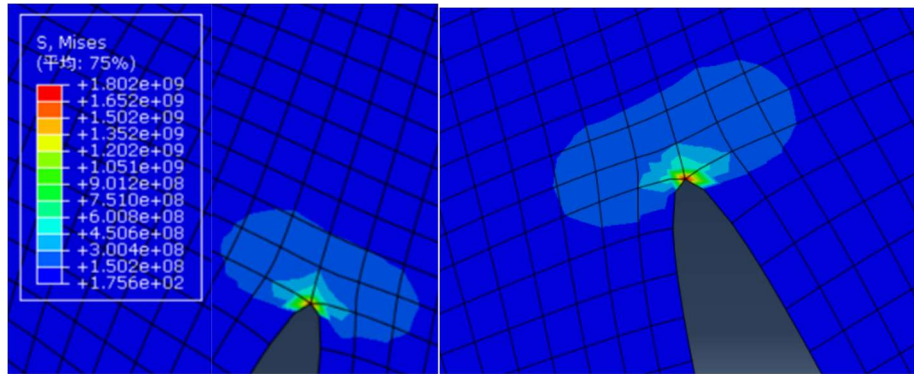 S, Mises
(平均: 75%)
+1.802e+09
+1.652e+09
+1.502e+09
+1.352e+09
+1.202e+09
+1.051e+09
+9.012e+08
+7.510e+08
+6.008e+08
+4.506e+08
+3.004e+08
+1.502e+08
+1.756e+02